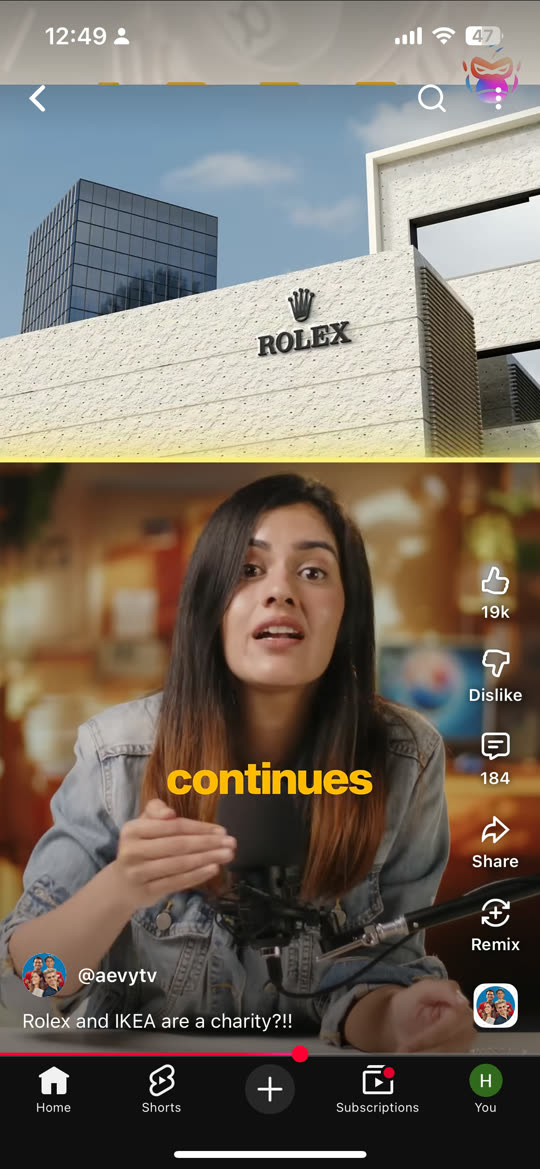 12:49
47
ROLEX
19k
Dislike
continues
184
Share
Remix
@aevytv
Rolex and IKEA are a charity?!!
Home
Shorts
Subscriptions
H
You